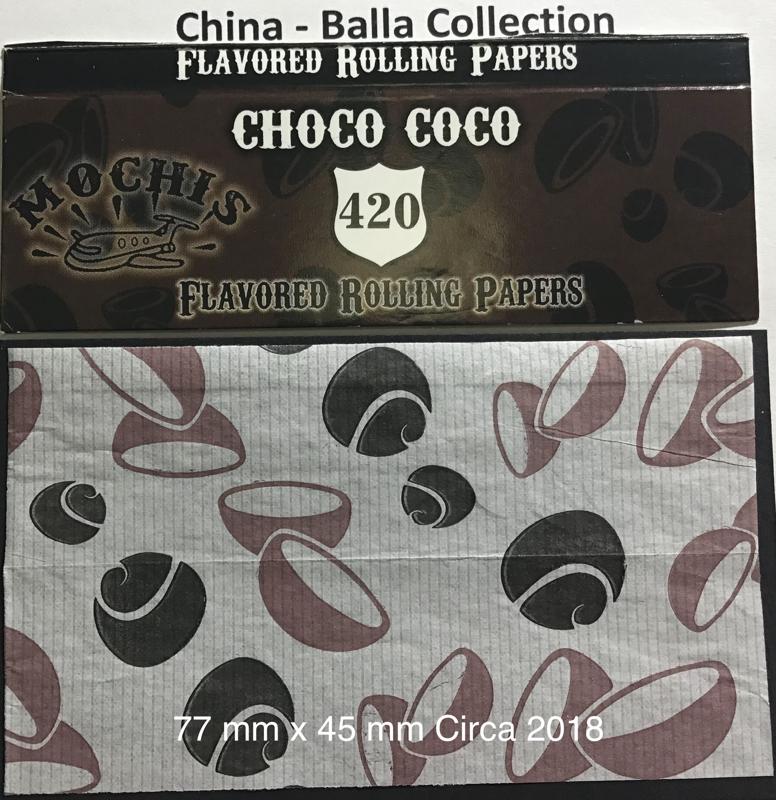 China - Balla Collection
FLAVORED ROLLING PAPERS
CHOCO COCO
MOCHIS
420
FLAVORED ROLLING PAPERS
77 mm x 45 mm Circa 2018